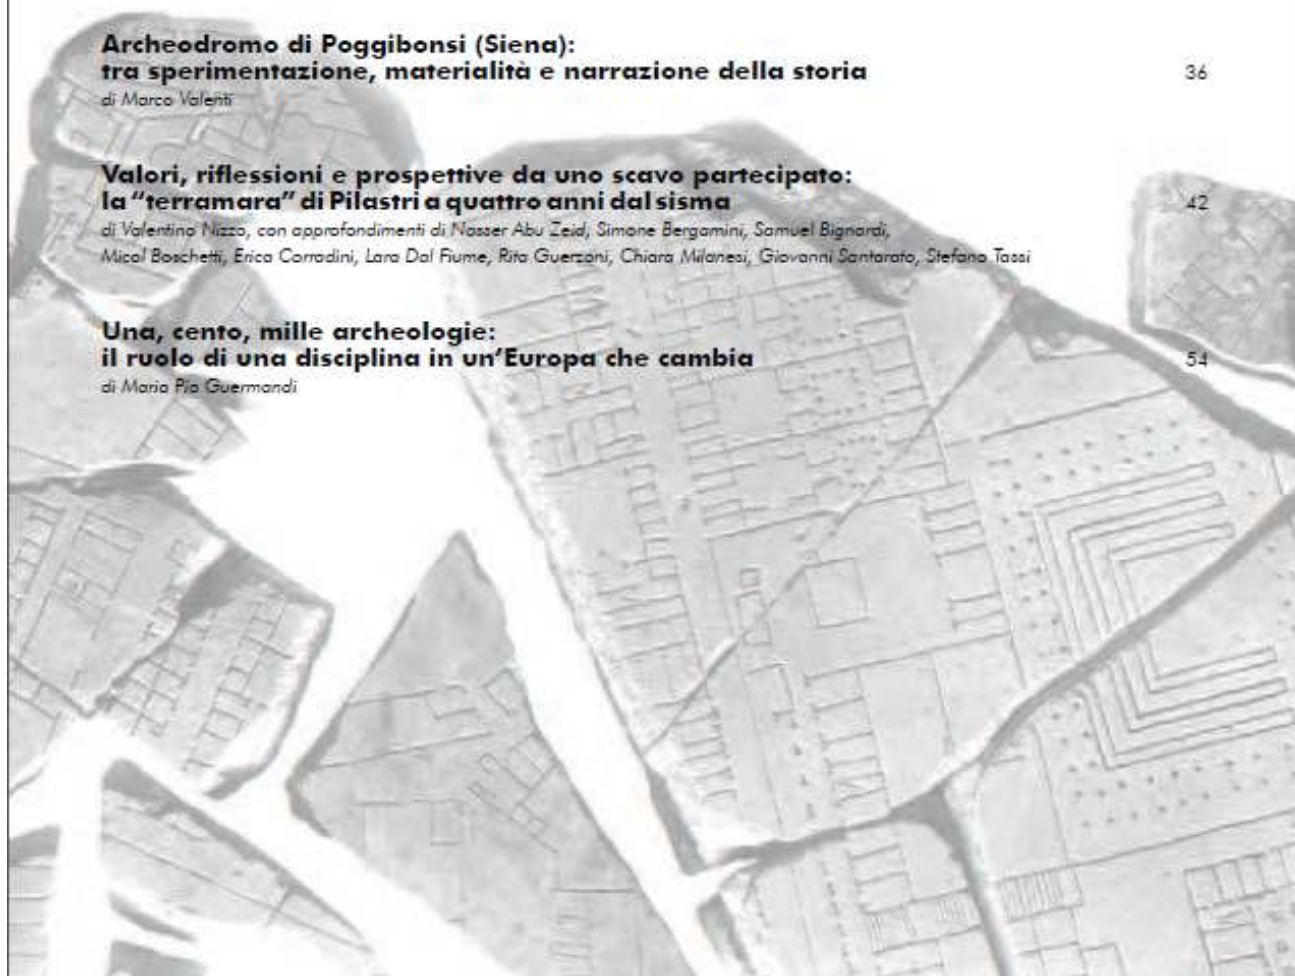 Archeodromo di Poggibonsi (Siena):
tra sperimentazione, materialità e narrazione della storia 36
di Marco Valenti
Valori, riflessioni e prospettive da uno scavo partecipato:
la “terramara” di Pilastri a quattro anni dal sisma 42
di Valentino Nizzo, con approfondimenti di Nasser Abu Zeid, Simone Bergamini, Samuel Bignardi,
Micol Boschetti, Erica Corradini, Lara Dal Fiume, Rita Guerzoni, Chiara Milanesi, Giovanni Santarato, Stefano Tassi
Una, cento, mille archeologie:
il ruolo di una disciplina in un’Europa che cambia 54
di Maria Pia Guermandi